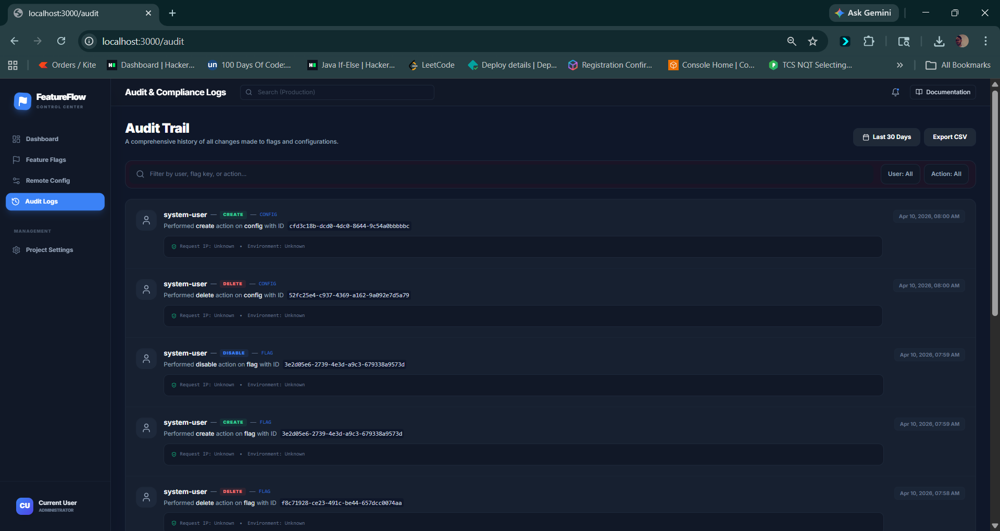 localhost:3000/audit
Ask Gemini
localhost:3000/audit
Orders / Kite
Dashboard | Hacker...
100 Days Of Code:...
Java If-Else | Hacker...
LeetCode
Deploy details | Dep...
Registration Confir...
Console Home | Co...
TCS NQT Selecting...
All Bookmarks
FeatureFlow
CONTROL CENTER
Dashboard
Feature Flags
Remote Config
Audit Logs
MANAGEMENT
Project Settings
CU
Current User
ADMINISTRATOR
Audit & Compliance Logs
Search (Production)
Documentation
Audit Trail
A comprehensive history of all changes made to flags and configurations.
Last 30 Days
Export CSV
Filter by user, flag key, or action...
User: All
Action: All
system-user — CREATE — CONFIG
Apr 10, 2026, 08:00 AM
Performed create action on config with ID cfd3c18b-dcd0-4dc0-8644-9c54a0bbbbbc
Request IP: Unknown • Environment: Unknown
system-user — DELETE — CONFIG
Apr 10, 2026, 08:00 AM
Performed delete action on config with ID 52fc25e4-c937-4369-a162-9a092e7d5a79
Request IP: Unknown • Environment: Unknown
system-user — DISABLE — FLAG
Apr 10, 2026, 07:59 AM
Performed disable action on flag with ID 3e2d05e6-2739-4e3d-a9c3-679338a9573d
Request IP: Unknown • Environment: Unknown
system-user — CREATE — FLAG
Apr 10, 2026, 07:59 AM
Performed create action on flag with ID 3e2d05e6-2739-4e3d-a9c3-679338a9573d
Request IP: Unknown • Environment: Unknown
system-user — DELETE — FLAG
Apr 10, 2026, 07:58 AM
Performed delete action on flag with ID f8c71928-ce23-491c-be44-657dcc0074aa
Request IP: Unknown • Environment: Unknown